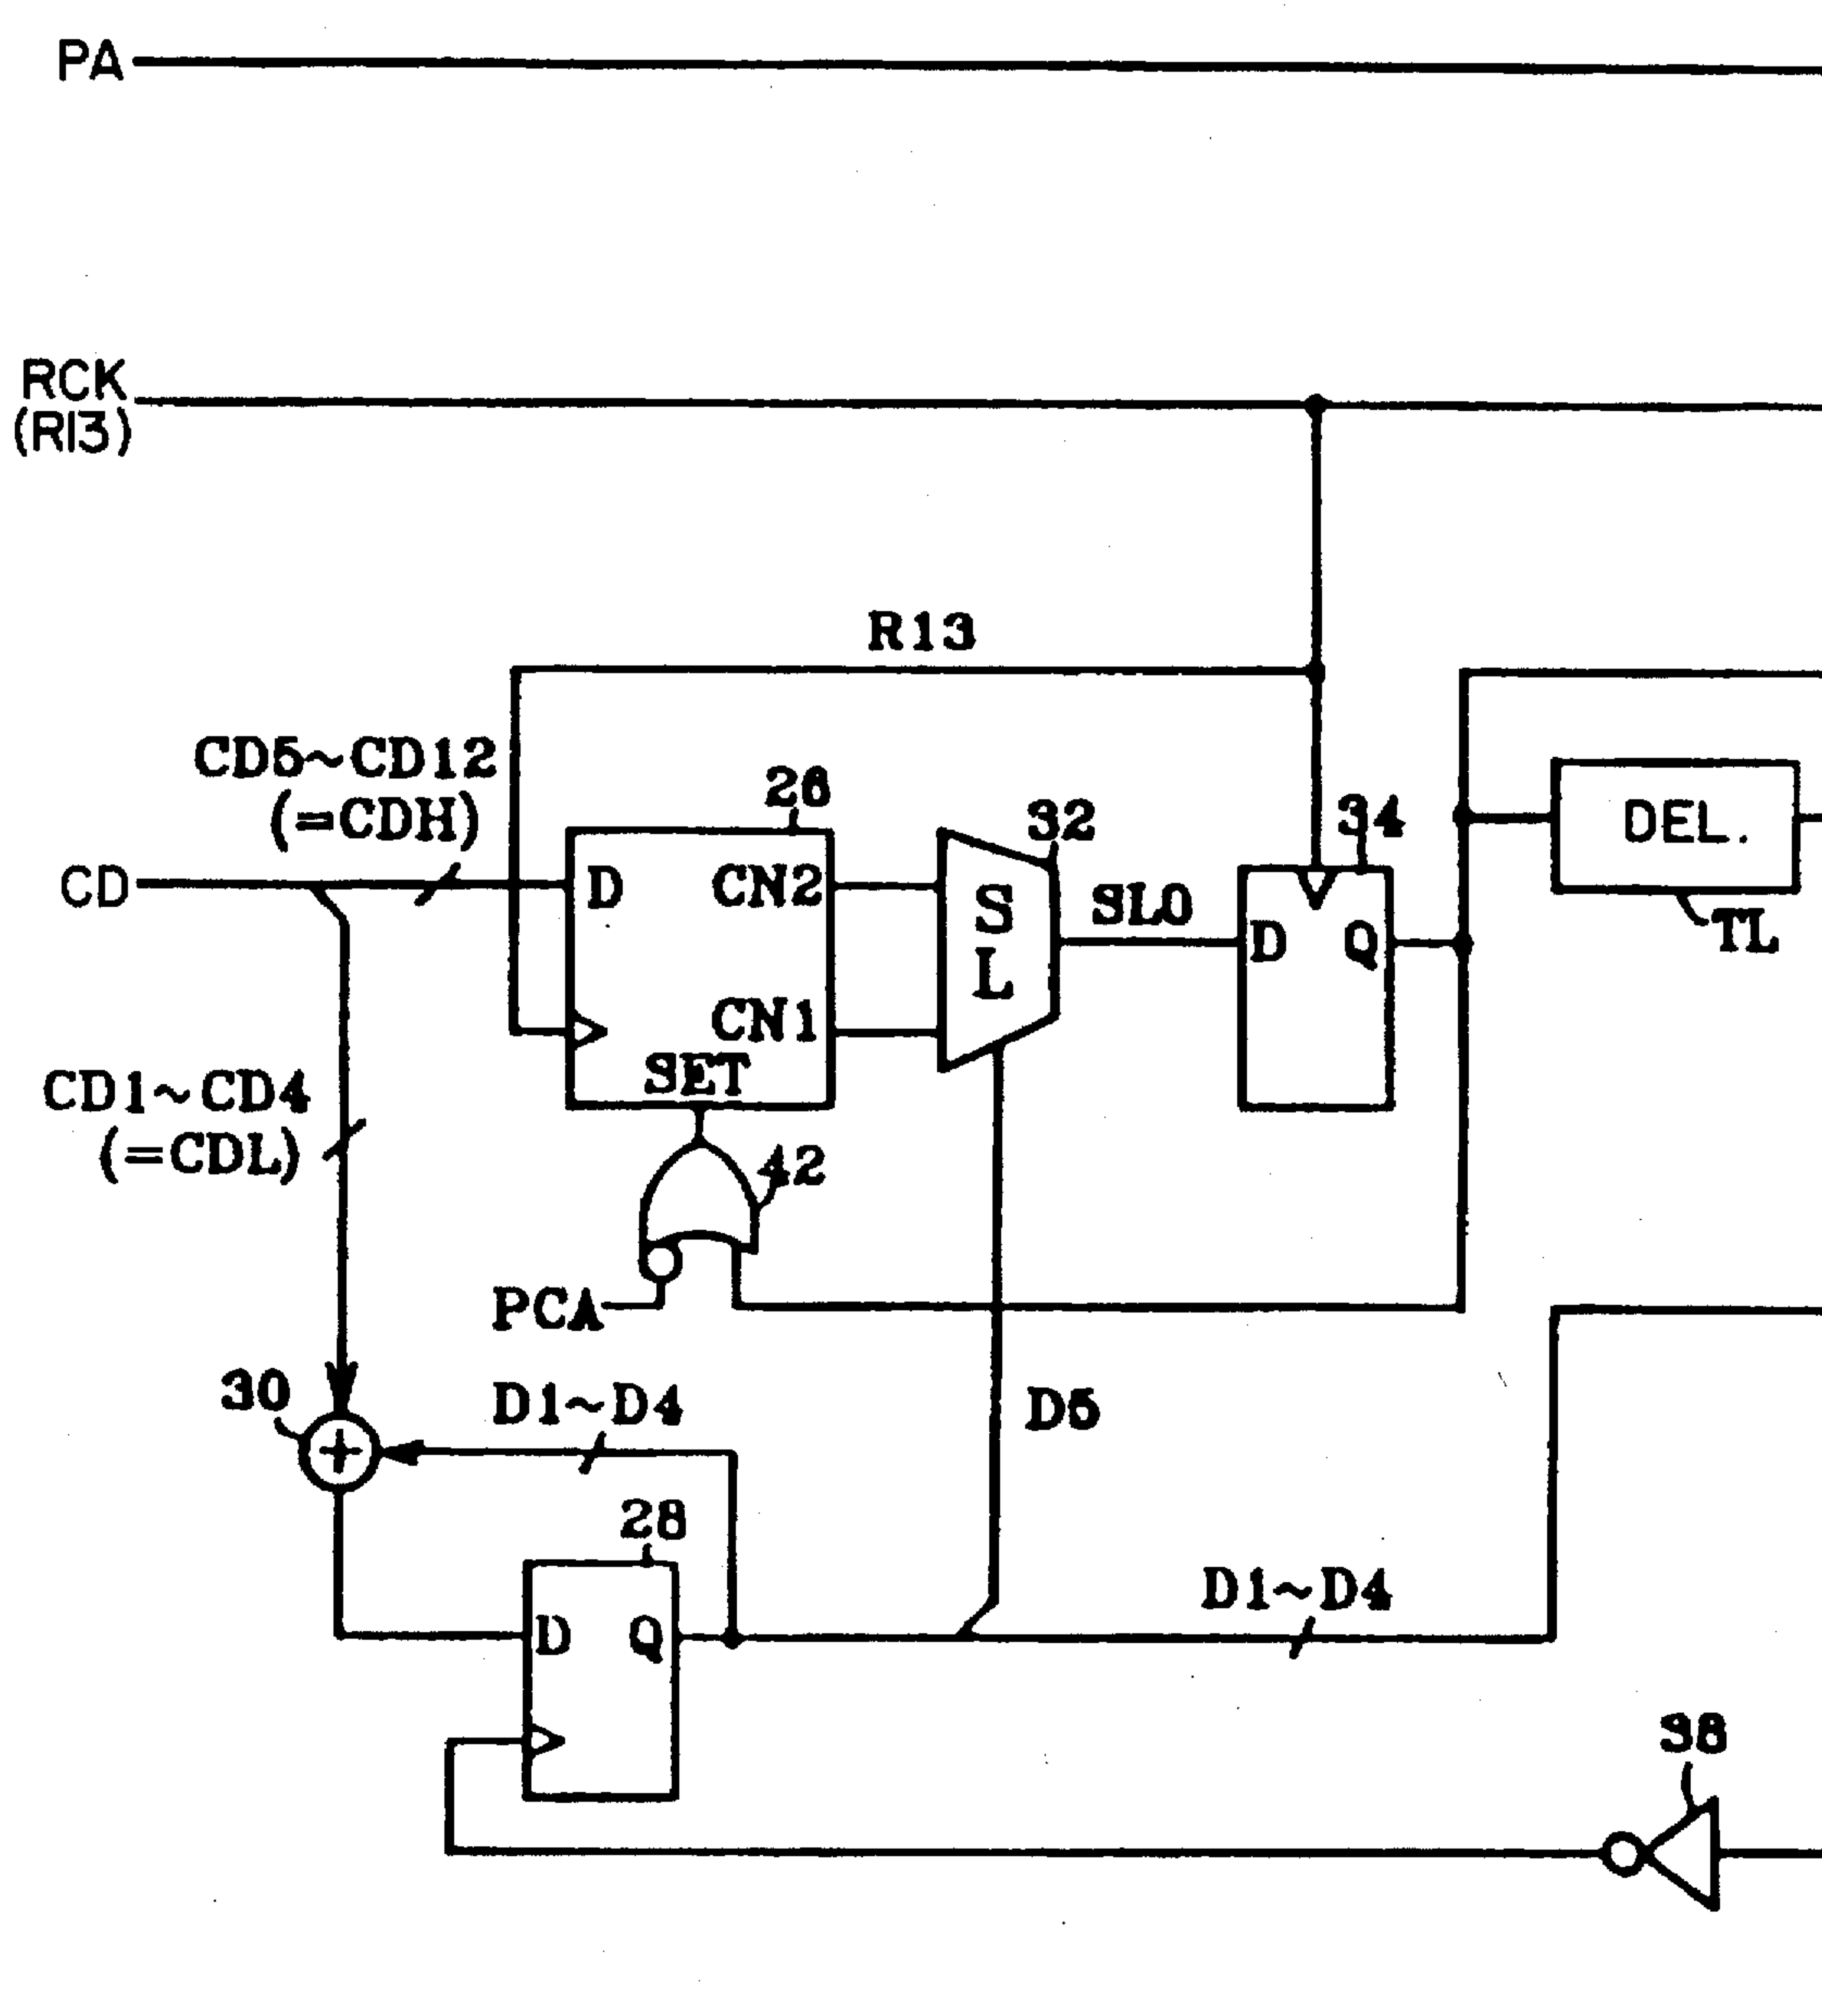 PA
RCK
(R13)
R13
CD5~CD12
(=CDH)
26
32
34
DEL.
TL
CD
D
CN2
S
L
SLO
D
Q
CN1
SET
CD1~CD4
(=CDL)
42
PCA
30
D1~D4
D5
+
28
D1~D4
D
Q
38